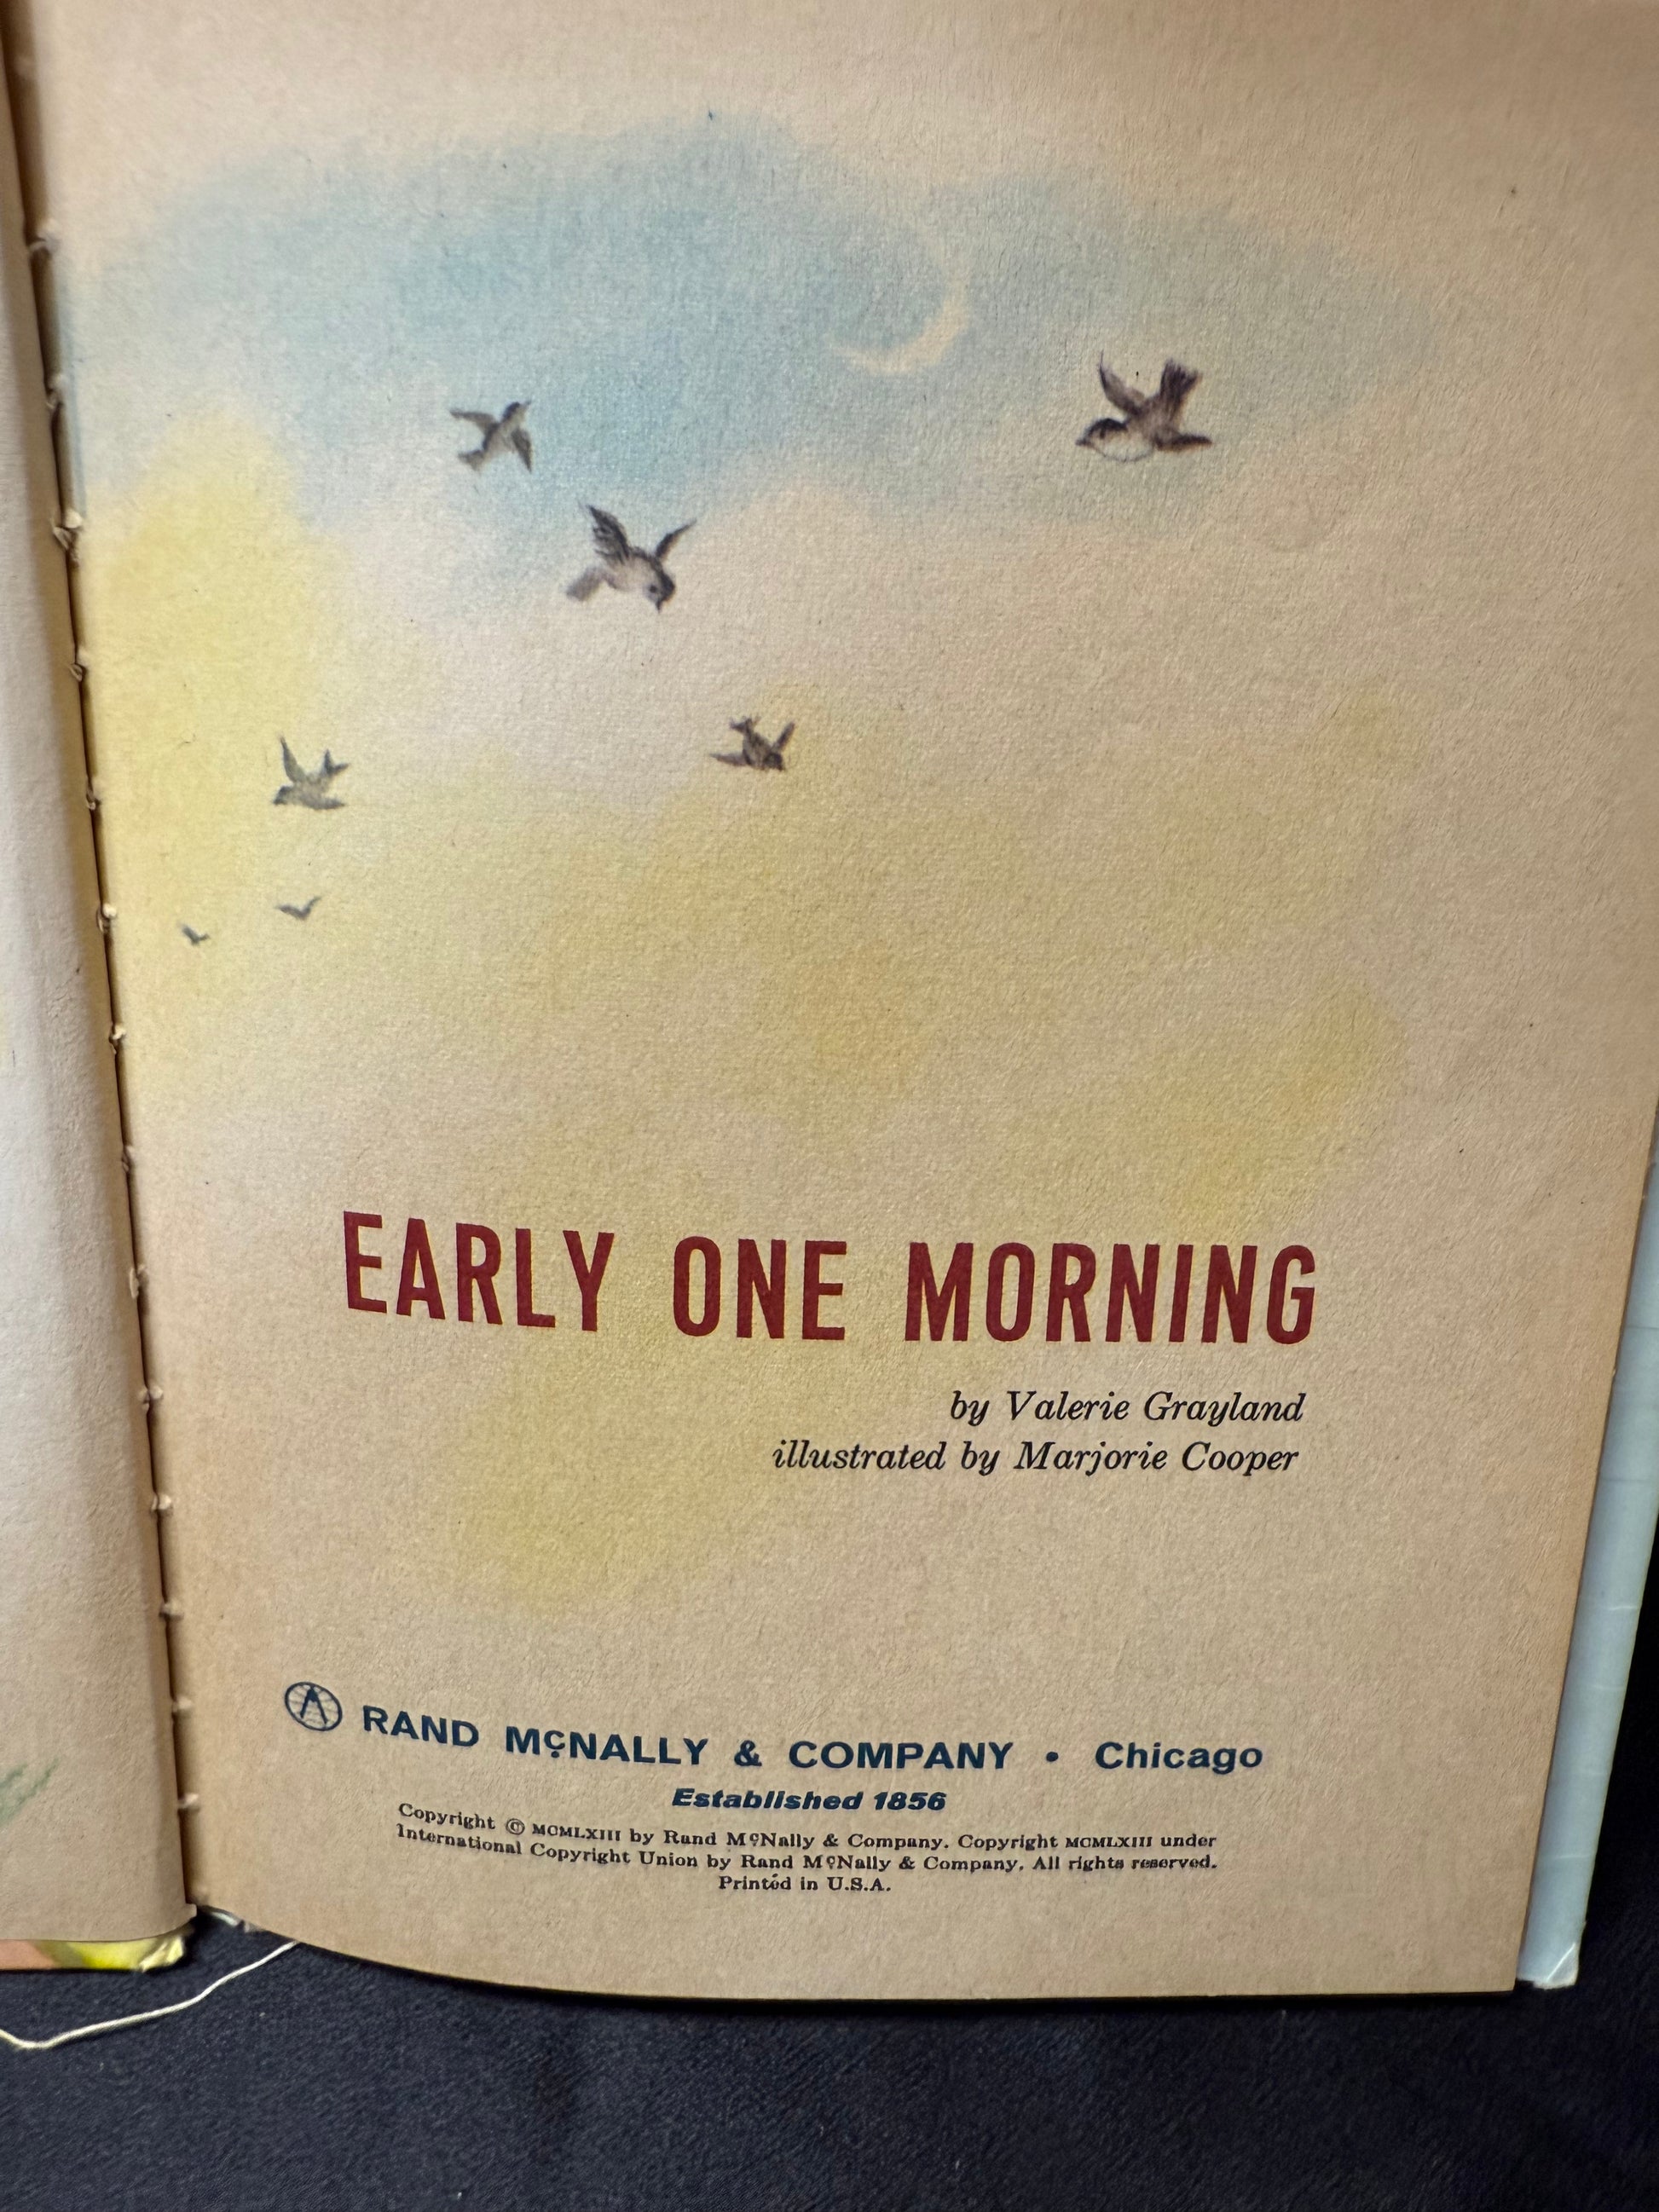 EARLY ONE MORNING
by Valerie Grayland
illustrated by Marjorie Cooper
RAND McNALLY & COMPANY • Chicago
Established 1856
Copyright © MCMLXIII by Rand McNally & Company. Copyright MCMLXIII under
International Copyright Union by Rand McNally & Company. All rights reserved.
Printed in U.S.A.